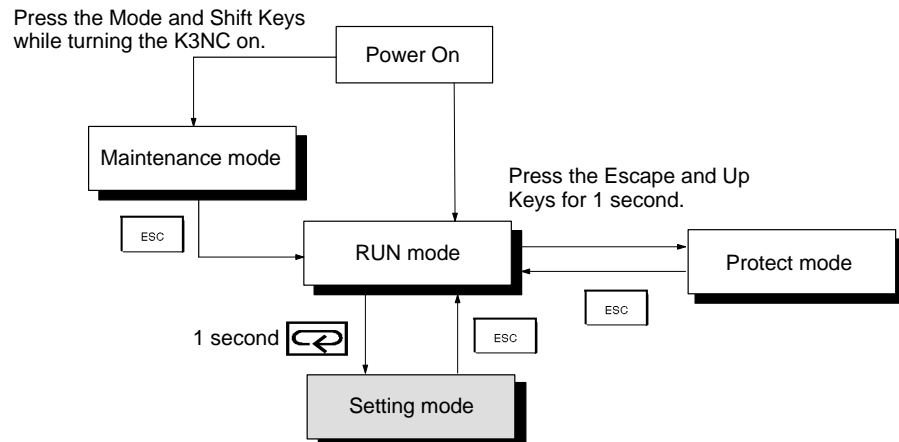 Press the Mode and Shift Keys
while turning the K3NC on.
Power On
Maintenance mode
Press the Escape and Up
Keys for 1 second.
ESC
RUN mode
Protect mode
ESC
1 second
ESC
Setting mode